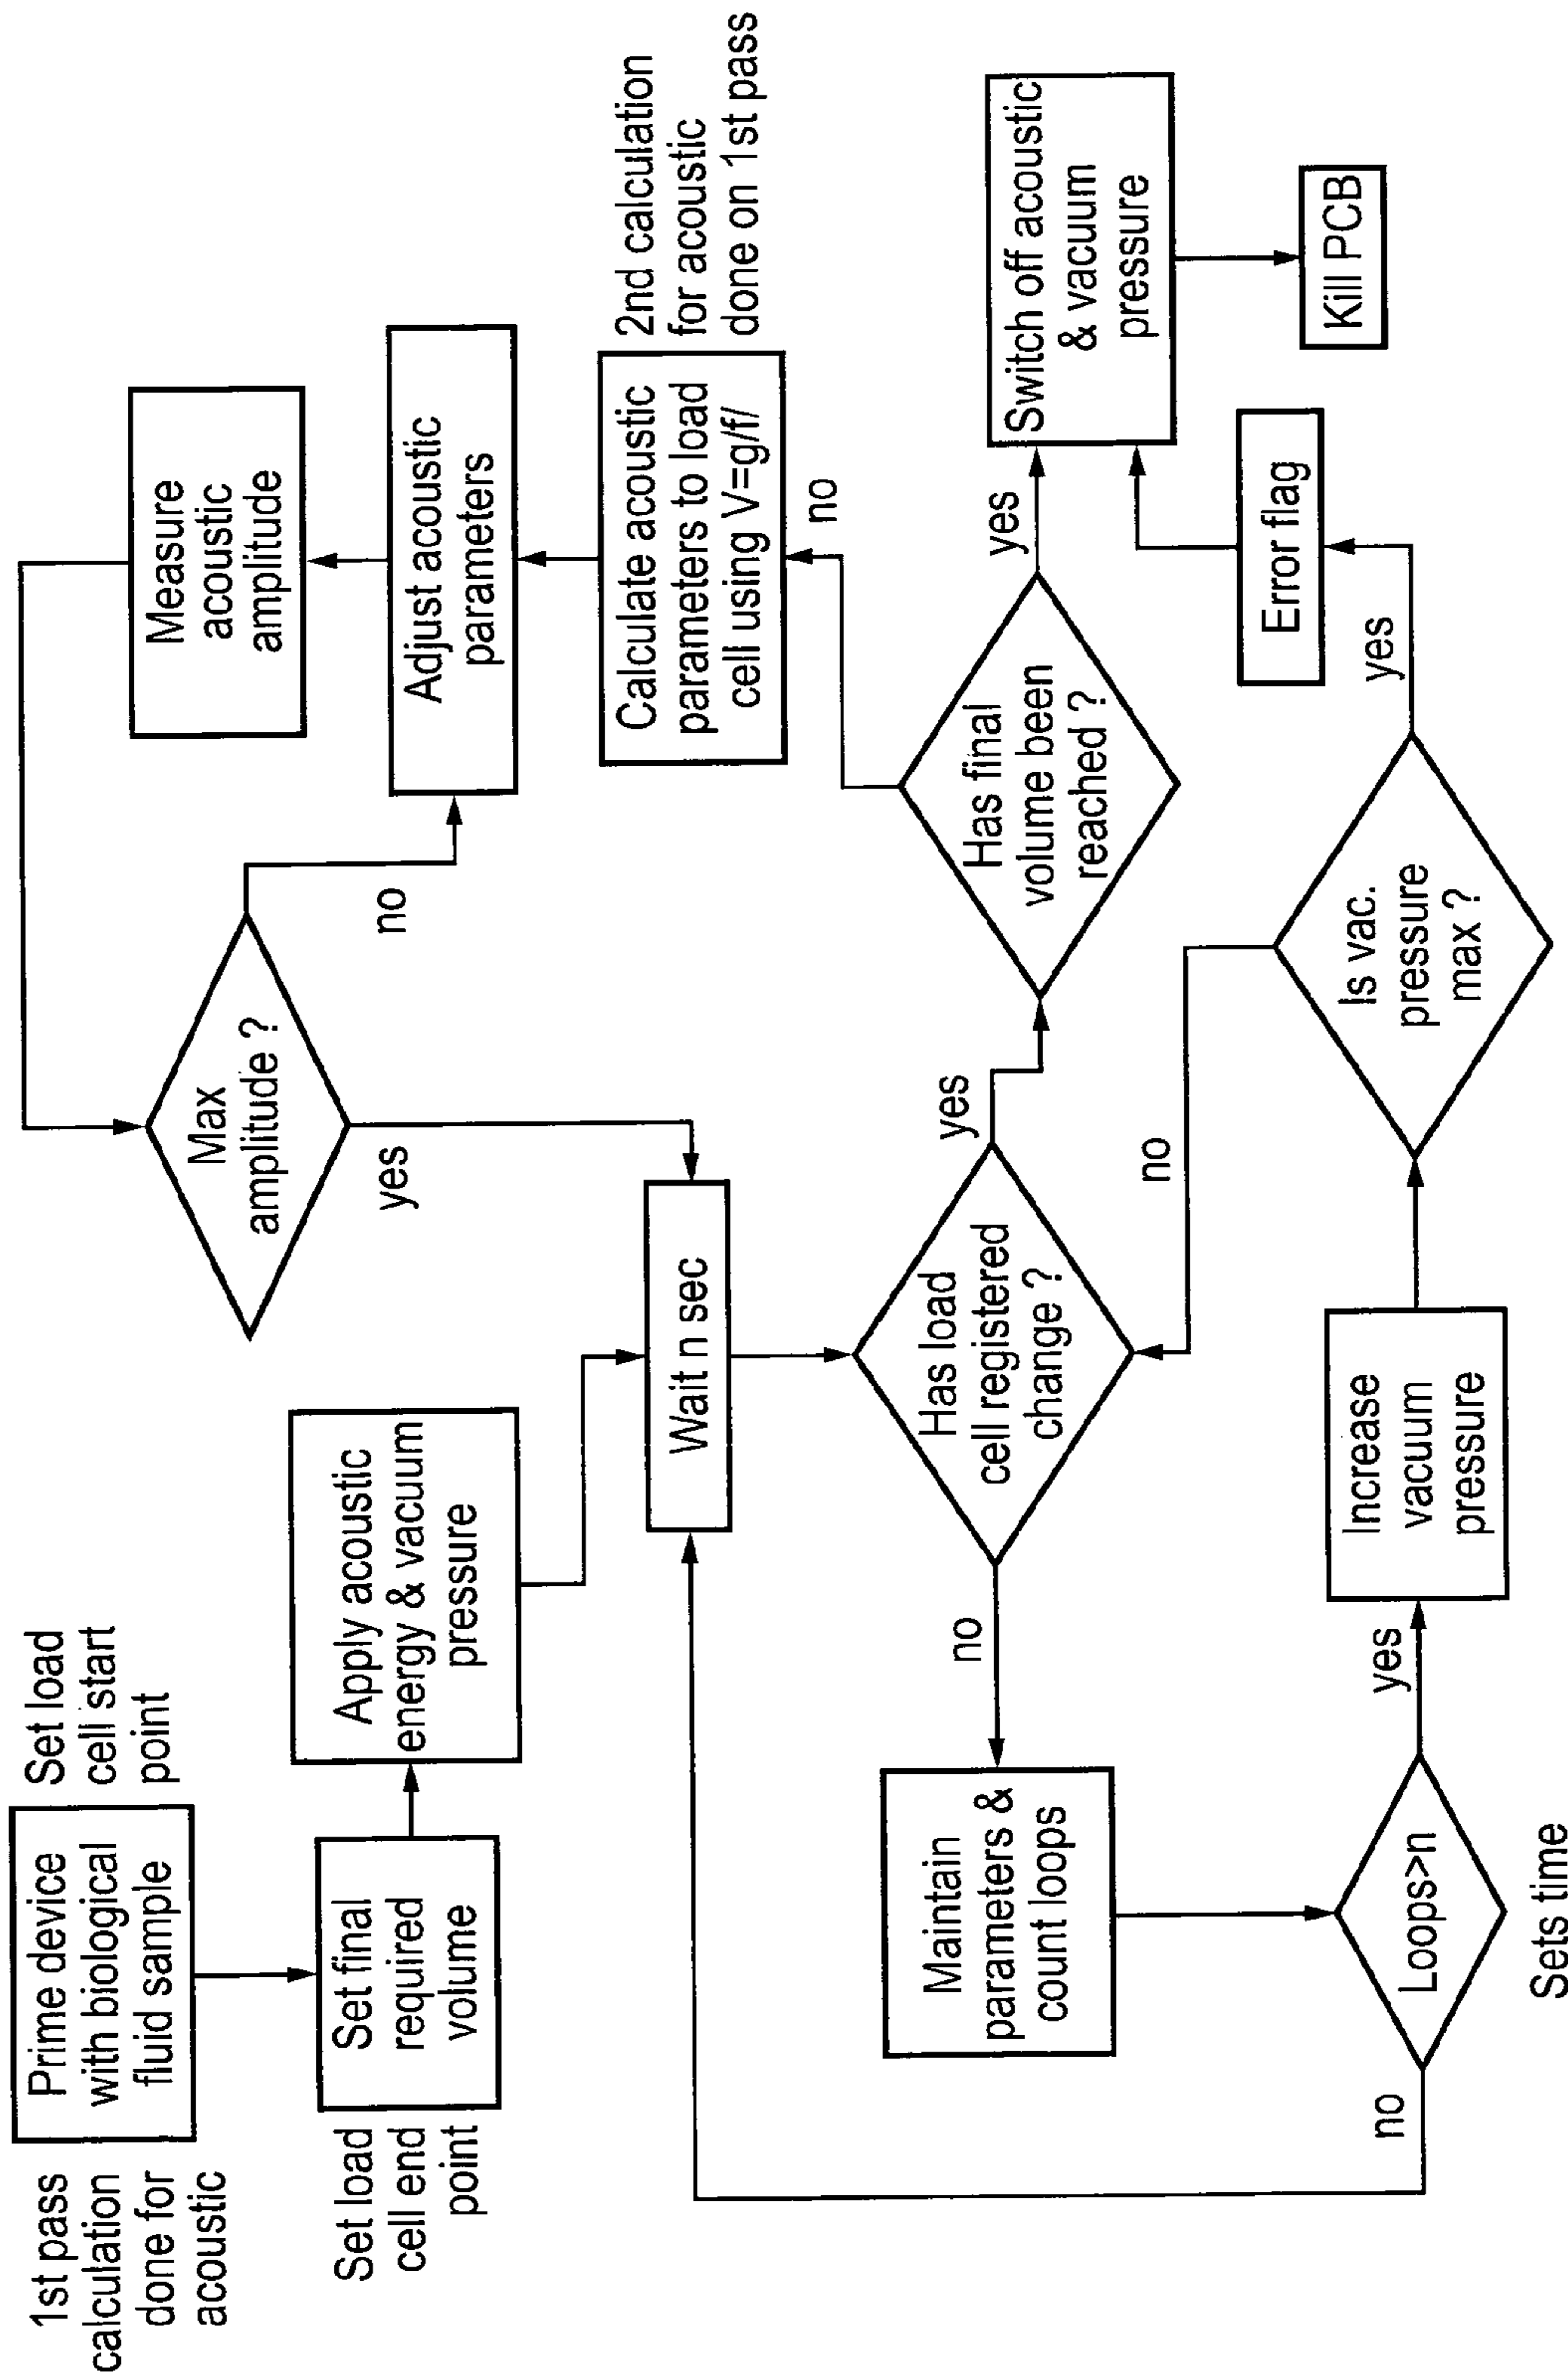 1st pass
calculation
done for
acoustic
Prime device
with biological
fluid sample
Set load
cell start
point
Set load
cell end
point
Set final
required
volume
Apply acoustic
energy & vacuum
pressure
Wait n sec
Max
amplitude ?
yes
no
Measure
acoustic
amplitude
Adjust acoustic
parameters
Calculate acoustic
parameters to load
cell using V=g/f/
2nd calculation
for acoustic
done on 1st pass
Has load
cell registered
change ?
no
yes
Has final
volume been
reached ?
no
yes
Switch off acoustic
& vacuum
pressure
Kill PCB
Maintain
parameters &
count loops
Loops>n
no
yes
Sets time
Increase
vacuum
pressure
Is vac.
pressure
max ?
no
yes
Error flag